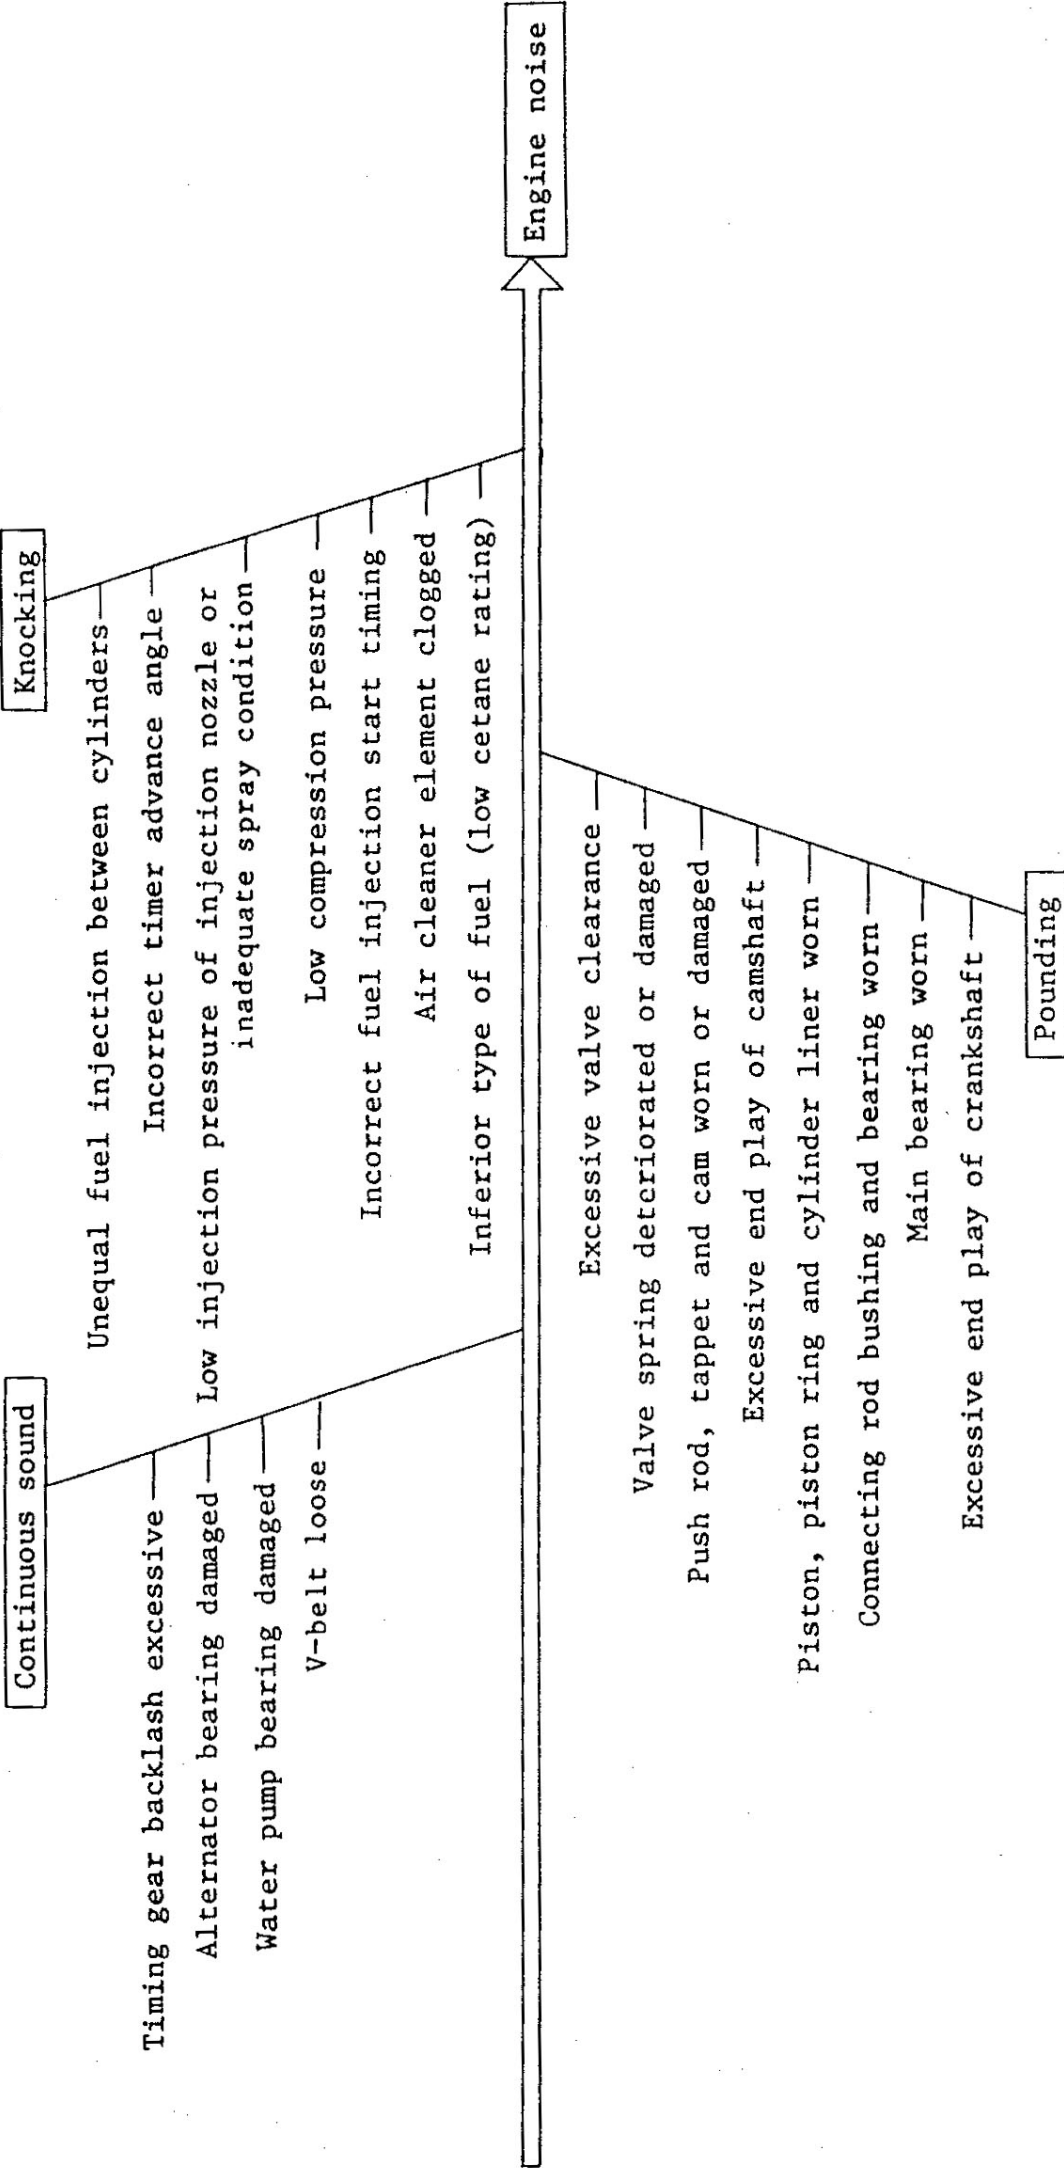 Continuous sound
Timing gear backlash excessive
Alternator bearing damaged
Water pump bearing damaged
V-belt loose
Knocking
Unequal fuel injection between cylinders
Incorrect timer advance angle
Low injection pressure of injection nozzle or
inadequate spray condition
Low compression pressure
Incorrect fuel injection start timing
Air cleaner element clogged
Inferior type of fuel (low cetane rating)
Engine noise
Excessive valve clearance
Valve spring deteriorated or damaged
Push rod, tappet and cam worn or damaged
Excessive end play of camshaft
Piston, piston ring and cylinder liner worn
Connecting rod bushing and bearing worn
Main bearing worn
Excessive end play of crankshaft
Pounding